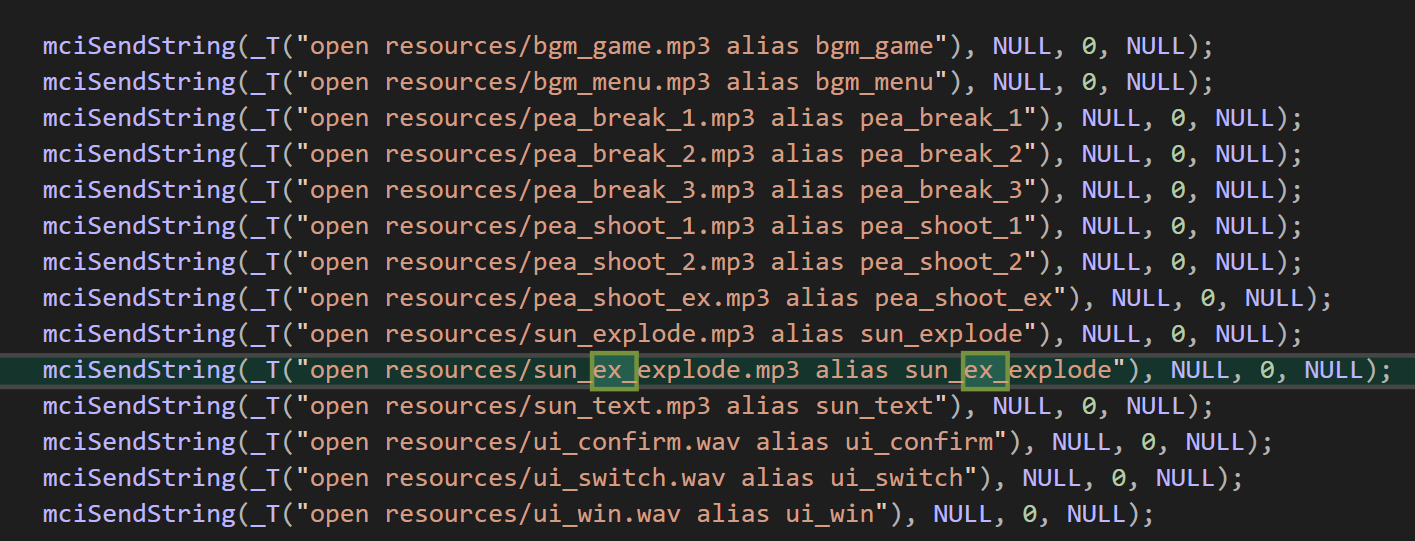 mciSendString(_T("open resources/bgm_game.mp3 alias bgm_game"), NULL, 0, NULL);
mciSendString(_T("open resources/bgm_menu.mp3 alias bgm_menu"), NULL, 0, NULL);
mciSendString(_T("open resources/pea_break_1.mp3 alias pea_break_1"), NULL, 0, NULL);
mciSendString(_T("open resources/pea_break_2.mp3 alias pea_break_2"), NULL, 0, NULL);
mciSendString(_T("open resources/pea_break_3.mp3 alias pea_break_3"), NULL, 0, NULL);
mciSendString(_T("open resources/pea_shoot_1.mp3 alias pea_shoot_1"), NULL, 0, NULL);
mciSendString(_T("open resources/pea_shoot_2.mp3 alias pea_shoot_2"), NULL, 0, NULL);
mciSendString(_T("open resources/pea_shoot_ex.mp3 alias pea_shoot_ex"), NULL, 0, NULL);
mciSendString(_T("open resources/sun_explode.mp3 alias sun_explode"), NULL, 0, NULL);
mciSendString(_T("open resources/sun_ex_explode.mp3 alias sun_ex_explode"), NULL, 0, NULL);
mciSendString(_T("open resources/sun_text.mp3 alias sun_text"), NULL, 0, NULL);
mciSendString(_T("open resources/ui_confirm.wav alias ui_confirm"), NULL, 0, NULL);
mciSendString(_T("open resources/ui_switch.wav alias ui_switch"), NULL, 0, NULL);
mciSendString(_T("open resources/ui_win.wav alias ui_win"), NULL, 0, NULL);